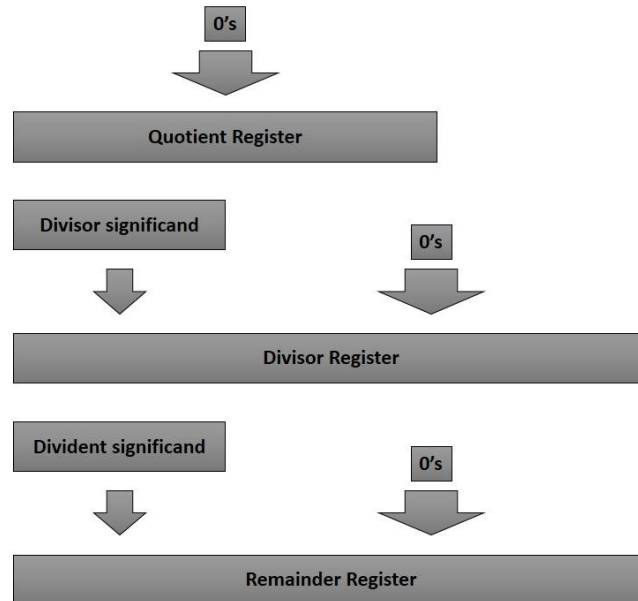 0's
Quotient Register
Divisor significand
0's
Divisor Register
Divident significand
0's
Remainder Register